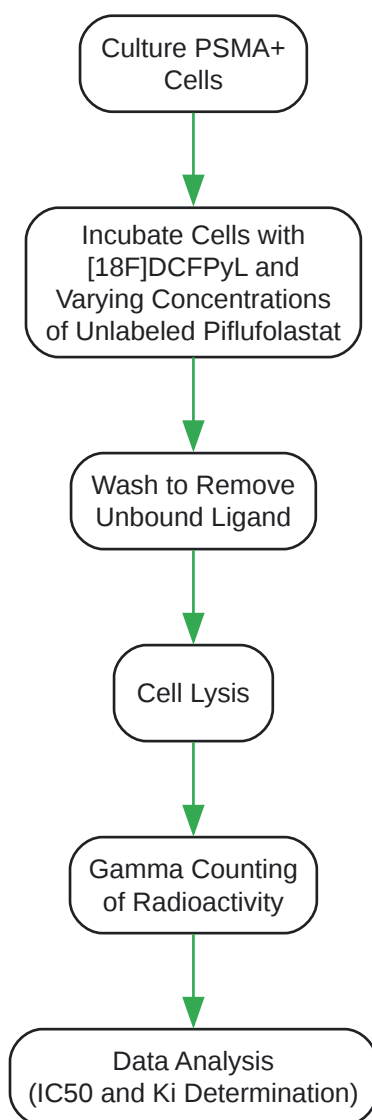 Culture PSMA+
Cells
Incubate Cells with
[18F]DCFPyL and
Varying Concentrations
of Unlabeled Piflufolastat
Wash to Remove
Unbound Ligand
Cell Lysis
Gamma Counting
of Radioactivity
Data Analysis
(IC50 and Ki Determination)